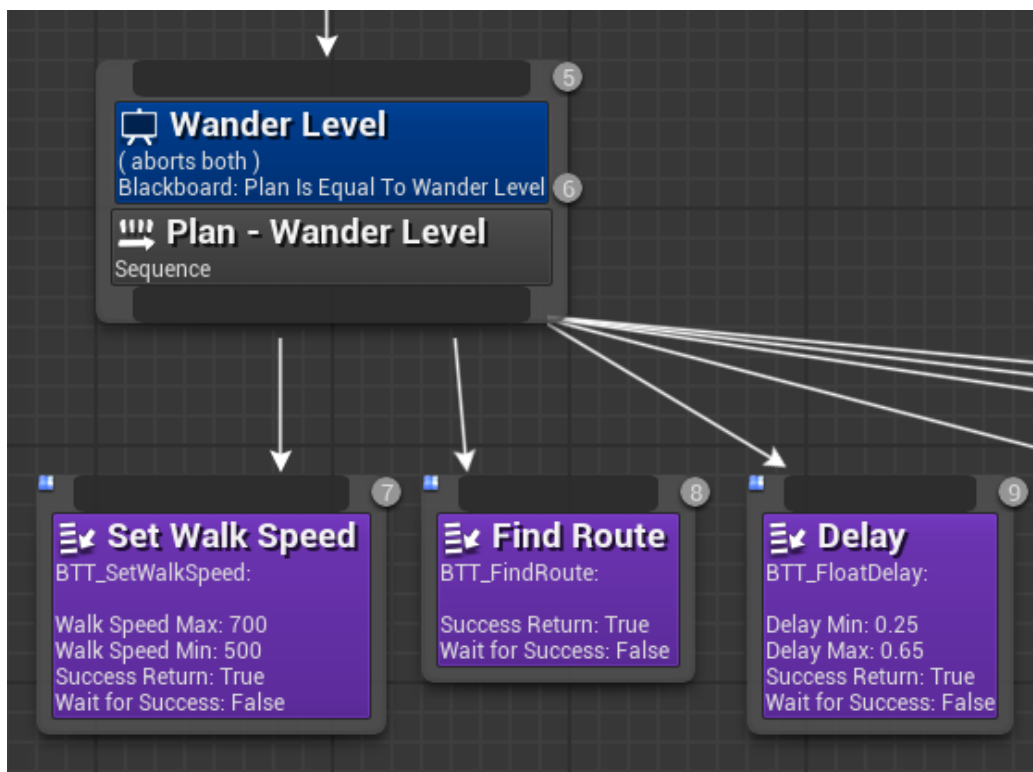 5
Wander Level
( aborts both )
Blackboard: Plan Is Equal To Wander Level
6
Plan - Wander Level
Sequence
7
Set Walk Speed
BTT_SetWalkSpeed:
Walk Speed Max: 700
Walk Speed Min: 500
Success Return: True
Wait for Success: False
8
Find Route
BTT_FindRoute:
Success Return: True
Wait for Success: False
9
Delay
BTT_FloatDelay:
Delay Min: 0.25
Delay Max: 0.65
Success Return: True
Wait for Success: False